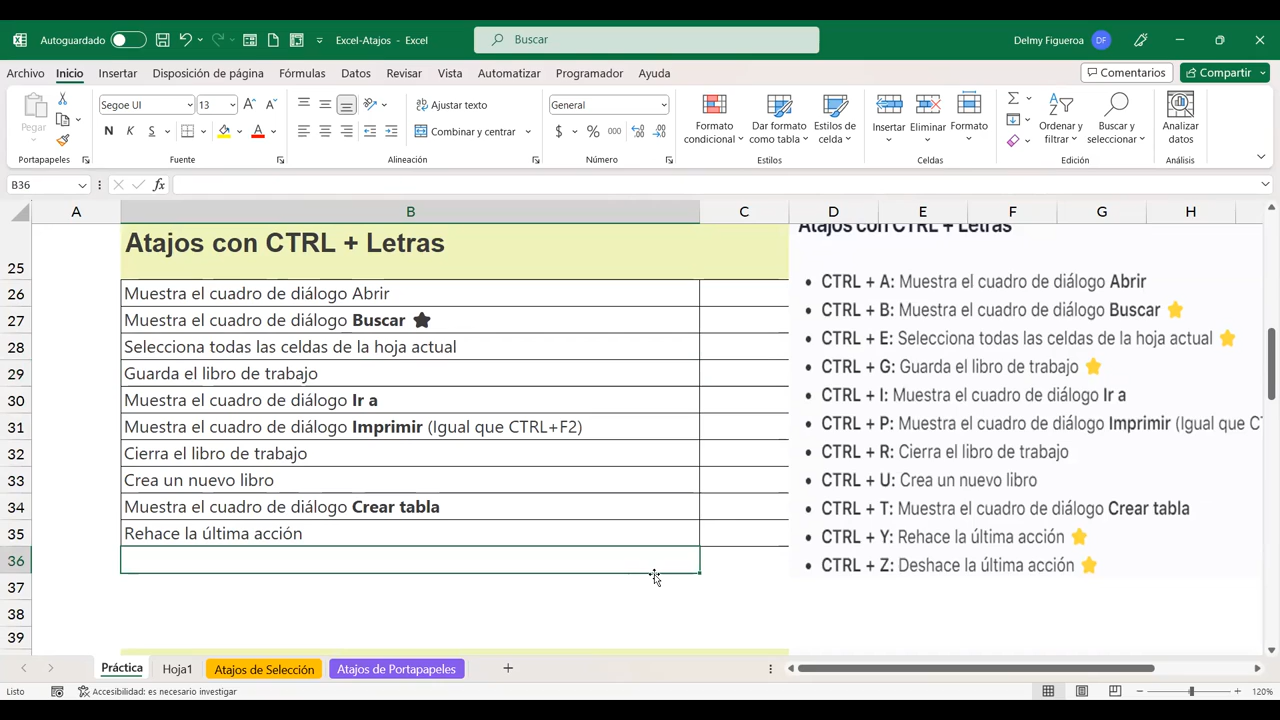 Autoguardado
Excel-Atajos - Excel
Buscar
Delmy Figueroa
DF
Archivo
Inicio
Insertar
Disposición de página
Fórmulas
Datos
Revisar
Vista
Automatizar
Programador
Ayuda
Comentarios
Compartir
Pegar
Portapapeles
Segoe UI
13
N K S
Fuente
Ajustar texto
Combinar y centrar
Alineación
General
$ % 000
Número
Formato condicional
Dar formato como tabla
Estilos de celda
Estilos
Insertar
Eliminar
Formato
Celdas
Ordenar y filtrar
Buscar y seleccionar
Edición
Analizar datos
Análisis
B36
fx
A B C D E F G H
25 Atajos con CTRL + Letras
26 Muestra el cuadro de diálogo Abrir
27 Muestra el cuadro de diálogo Buscar
28 Selecciona todas las celdas de la hoja actual
29 Guarda el libro de trabajo
30 Muestra el cuadro de diálogo Ir a
31 Muestra el cuadro de diálogo Imprimir (Igual que CTRL+F2)
32 Cierra el libro de trabajo
33 Crea un nuevo libro
34 Muestra el cuadro de diálogo Crear tabla
35 Rehace la última acción
36
37
38
39
Atajos con CTRL + Letras
• CTRL + A: Muestra el cuadro de diálogo Abrir
• CTRL + B: Muestra el cuadro de diálogo Buscar
• CTRL + E: Selecciona todas las celdas de la hoja actual
• CTRL + G: Guarda el libro de trabajo
• CTRL + I: Muestra el cuadro de diálogo Ir a
• CTRL + P: Muestra el cuadro de diálogo Imprimir (Igual que C
• CTRL + R: Cierra el libro de trabajo
• CTRL + U: Crea un nuevo libro
• CTRL + T: Muestra el cuadro de diálogo Crear tabla
• CTRL + Y: Rehace la última acción
• CTRL + Z: Deshace la última acción
Práctica
Hoja1
Atajos de Selección
Atajos de Portapapeles
Listo
Accesibilidad: es necesario investigar
120%